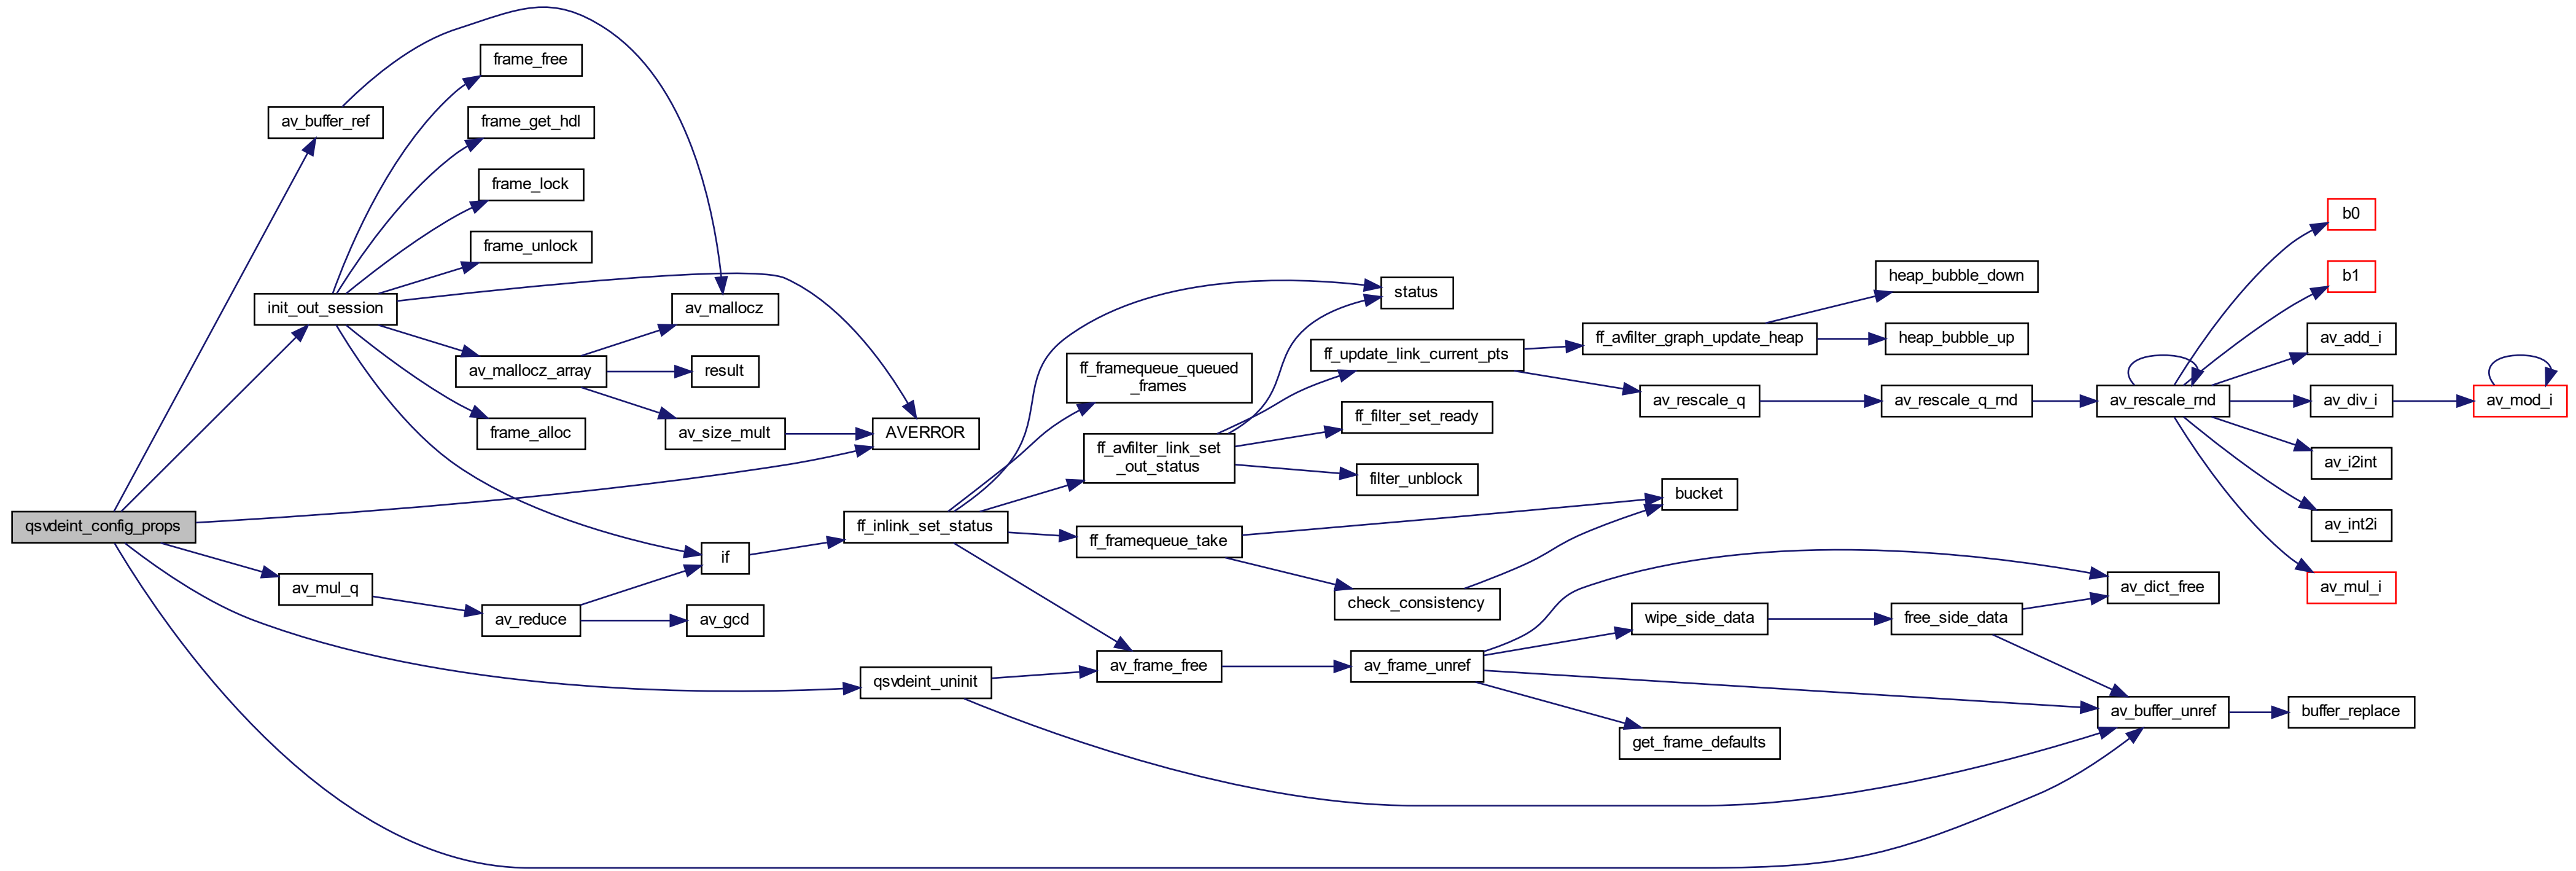 qsvdeint_config_props
av_buffer_ref
init_out_session
av_mul_q
frame_free
frame_get_hdl
frame_lock
frame_unlock
av_mallocz_array
frame_alloc
av_reduce
av_mallocz
result
av_size_mult
if
av_gcd
AVERROR
ff_inlink_set_status
qsvdeint_uninit
ff_framequeue_queued
_frames
ff_avfilter_link_set
_out_status
ff_framequeue_take
av_frame_free
status
ff_update_link_current_pts
ff_filter_set_ready
filter_unblock
check_consistency
av_frame_unref
ff_avfilter_graph_update_heap
av_rescale_q
bucket
wipe_side_data
get_frame_defaults
heap_bubble_down
heap_bubble_up
av_rescale_q_rnd
free_side_data
av_rescale_rnd
av_dict_free
av_buffer_unref
b0
b1
av_add_i
av_div_i
av_i2int
av_int2i
av_mul_i
buffer_replace
av_mod_i